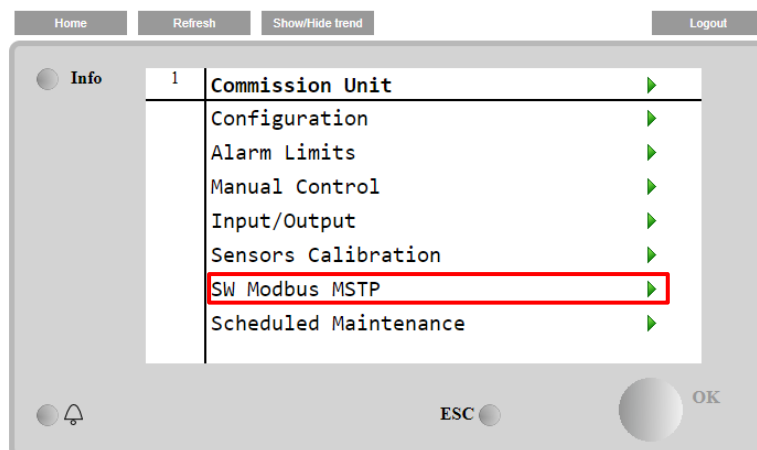 Home Refresh Show/Hide trend Logout
Info
1 Commission Unit
Configuration
Alarm Limits
Manual Control
Input/Output
Sensors Calibration
SW Modbus MSTP
Scheduled Maintenance
ESC OK